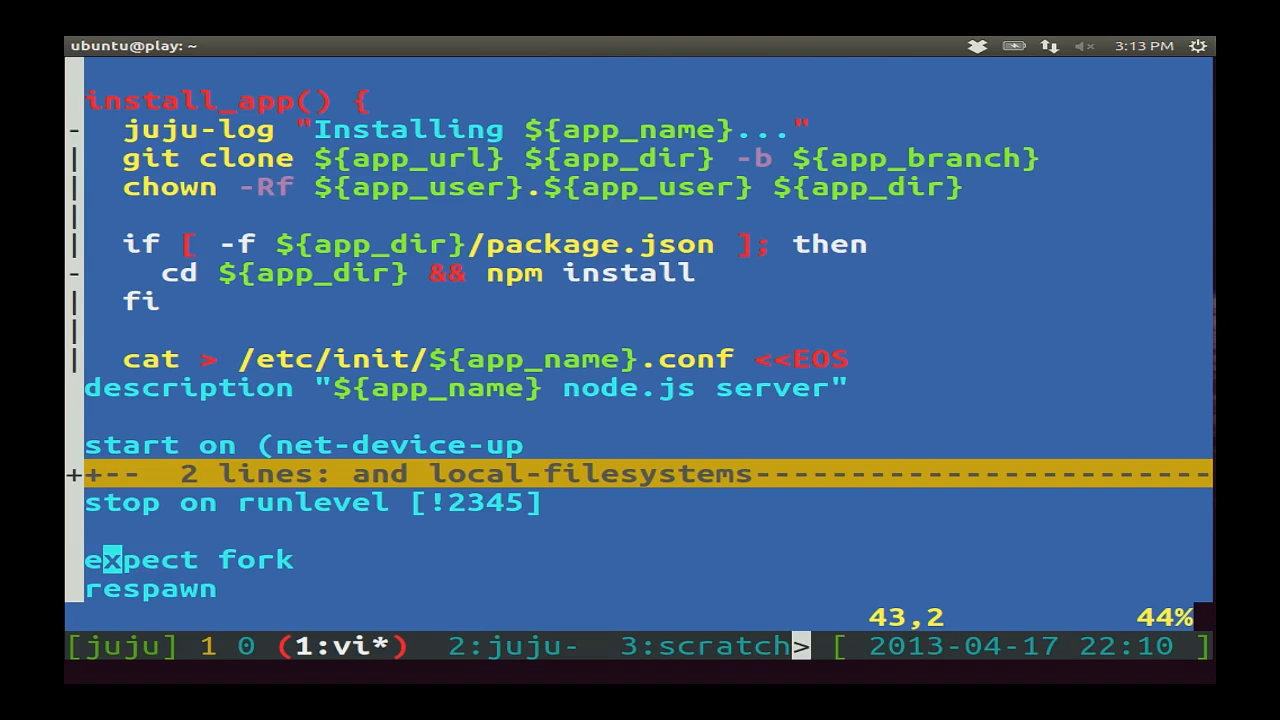 ubuntu@play: ~ 3:13 PM
install_app() {
juju-log "Installing ${app_name}..."
git clone ${app_url} ${app_dir} -b ${app_branch}
chown -Rf ${app_user}.${app_user} ${app_dir}
if [ -f ${app_dir}/package.json ]; then
cd ${app_dir} && npm install
fi
cat > /etc/init/${app_name}.conf <<EOS
description "${app_name} node.js server"
start on (net-device-up
++-- 2 lines: and local-filesystems------------------------
stop on runlevel [!2345]
expect fork
respawn
43,2 44%
[juju] 1 0 (1:vi*) 2:juju- 3:scratch> [ 2013-04-17 22:10 ]